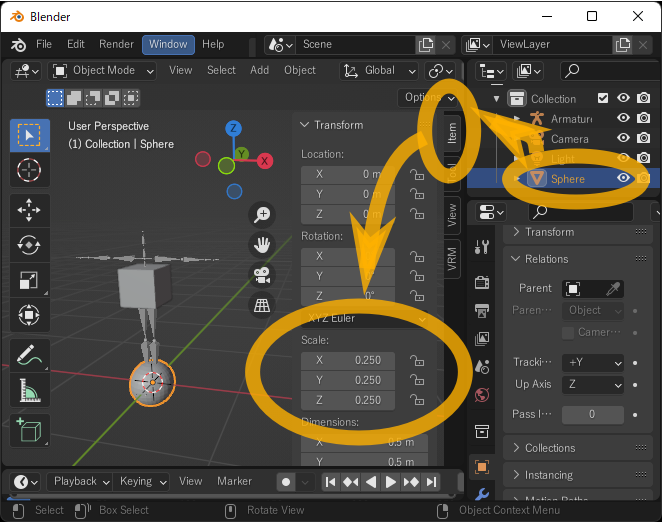 Blender
File Edit Render Window Help Scene ViewLayer
Object Mode View Select Add Object Global
Options
User Perspective
(1) Collection | Sphere
Z
Y
X
Transform
Location:
X 0 m
Y 0 m
Z 0 m
Rotation:
X
Y
Z 0°
XYZ Euler
Scale:
X 0.250
Y 0.250
Z 0.250
Dimensions:
X 0.5 m
Y 0.5 m
Item
Tool
View
VRM
Collection
Armature
Camera
Light
Sphere
Transform
Relations
Parent
Paren··· Object
Camer···
Tracki··· +Y
Up Axis Z
Pass I··· 0
Collections
Instancing
Motion Paths
Playback Keying View Marker
Select Box Select Rotate View Object Context Menu